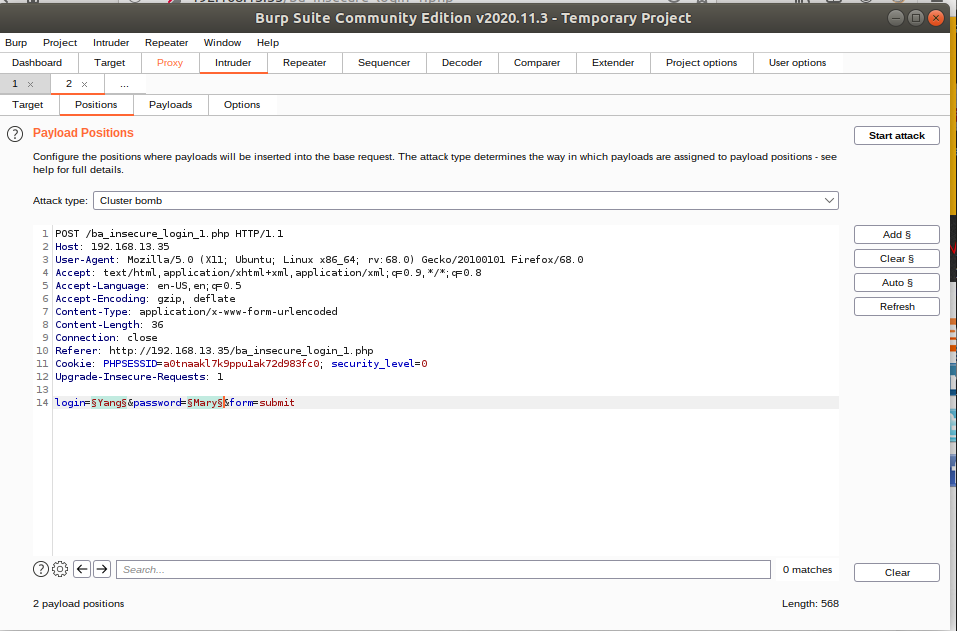 Burp Suite Community Edition v2020.11.3 - Temporary Project
Burp Project Intruder Repeater Window Help
Dashboard Target Proxy Intruder Repeater Sequencer Decoder Comparer Extender Project options User options
1 × 2 × ...
Target Positions Payloads Options
? Payload Positions
Start attack
Configure the positions where payloads will be inserted into the base request. The attack type determines the way in which payloads are assigned to payload positions - see
help for full details.
Attack type: Cluster bomb
1 POST /ba_insecure_login_1.php HTTP/1.1
2 Host: 192.168.13.35
3 User-Agent: Mozilla/5.0 (X11; Ubuntu; Linux x86_64; rv:68.0) Gecko/20100101 Firefox/68.0
4 Accept: text/html,application/xhtml+xml,application/xml;q=0.9,*/*;q=0.8
5 Accept-Language: en-US,en;q=0.5
6 Accept-Encoding: gzip, deflate
7 Content-Type: application/x-www-form-urlencoded
8 Content-Length: 36
9 Connection: close
10 Referer: http://192.168.13.35/ba_insecure_login_1.php
11 Cookie: PHPSESSID=a0tnaakl7k9ppulak72d983fc0; security_level=0
12 Upgrade-Insecure-Requests: 1
13
14 login=§Yang§&password=§Mary§&form=submit
Add §
Clear §
Auto §
Refresh
? Search... 0 matches
Clear
2 payload positions
Length: 568